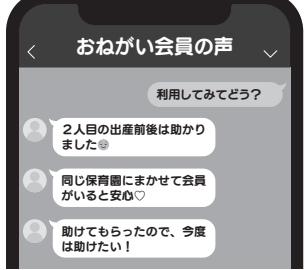 おねがい会員の声
利用してみてどう?
2人目の出産前後は助かり
ました😊
同じ保育園にまかせて会員
がいると安心♡
助けてもらったので、今度
は助けたい!